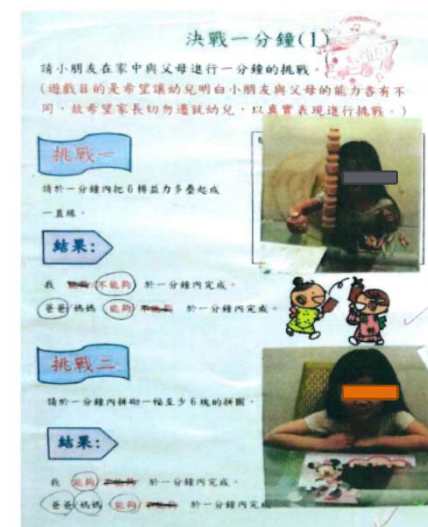 決戰一分鐘(1)
請小朋友在家中與父母進行一分鐘的挑戰。
(遊戲目的是希望讓幼兒明白小朋友與父母的能力各有不
同,故希望家長切勿遷就幼兒,以真實表現進行挑戰。)
挑戰一
請於一分鐘內把 6 樽益力多疊起成
一直線。
結果:
我 能夠/不能夠 於一分鐘內完成。
爸爸/媽媽 能夠/不能夠 於一分鐘內完成。
挑戰二
請於一分鐘內拼砌一幅至少 6 塊的拼圖。
結果:
我 能夠/不能夠 於一分鐘內完成。
爸爸/媽媽 能夠/不能夠 於一分鐘內完成